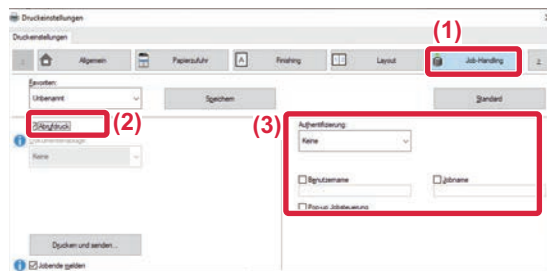 Druckeinstellungen
Druckeinstellungen
(1)
Allgemein Papierzufuhr Finishing Layout Job-Handling
Favoriten:
Unbenannt Speichern Standard
Abrufdruck (2) (3) Authentifizierung:
Dokumentenablage:
Keine Keine
Benutzername Jobname
Pop-up Jobsteuerung
Drucken und senden...
Jobende melden